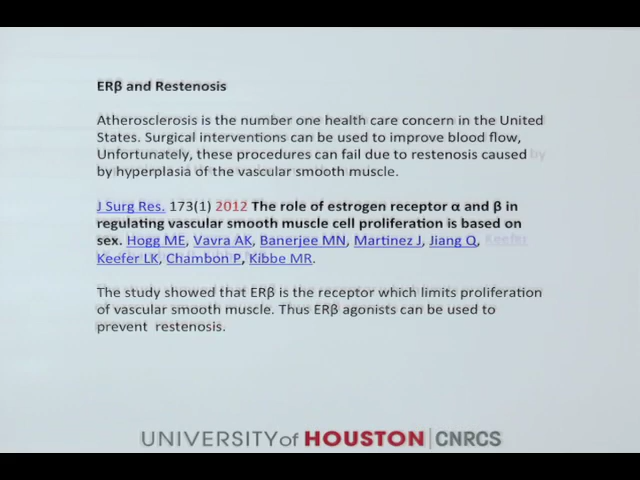 ERβ and Restenosis
Atherosclerosis is the number one health care concern in the United
States. Surgical interventions can be used to improve blood flow,
Unfortunately, these procedures can fail due to restenosis caused
by hyperplasia of the vascular smooth muscle.
J Surg Res. 173(1) 2012 The role of estrogen receptor α and β in
regulating vascular smooth muscle cell proliferation is based on
sex. Hogg ME, Vavra AK, Banerjee MN, Martinez J, Jiang Q,
Keefer LK, Chambon P, Kibbe MR.
The study showed that ERβ is the receptor which limits proliferation
of vascular smooth muscle. Thus ERβ agonists can be used to
prevent restenosis.
UNIVERSITY of HOUSTON | CNRCS